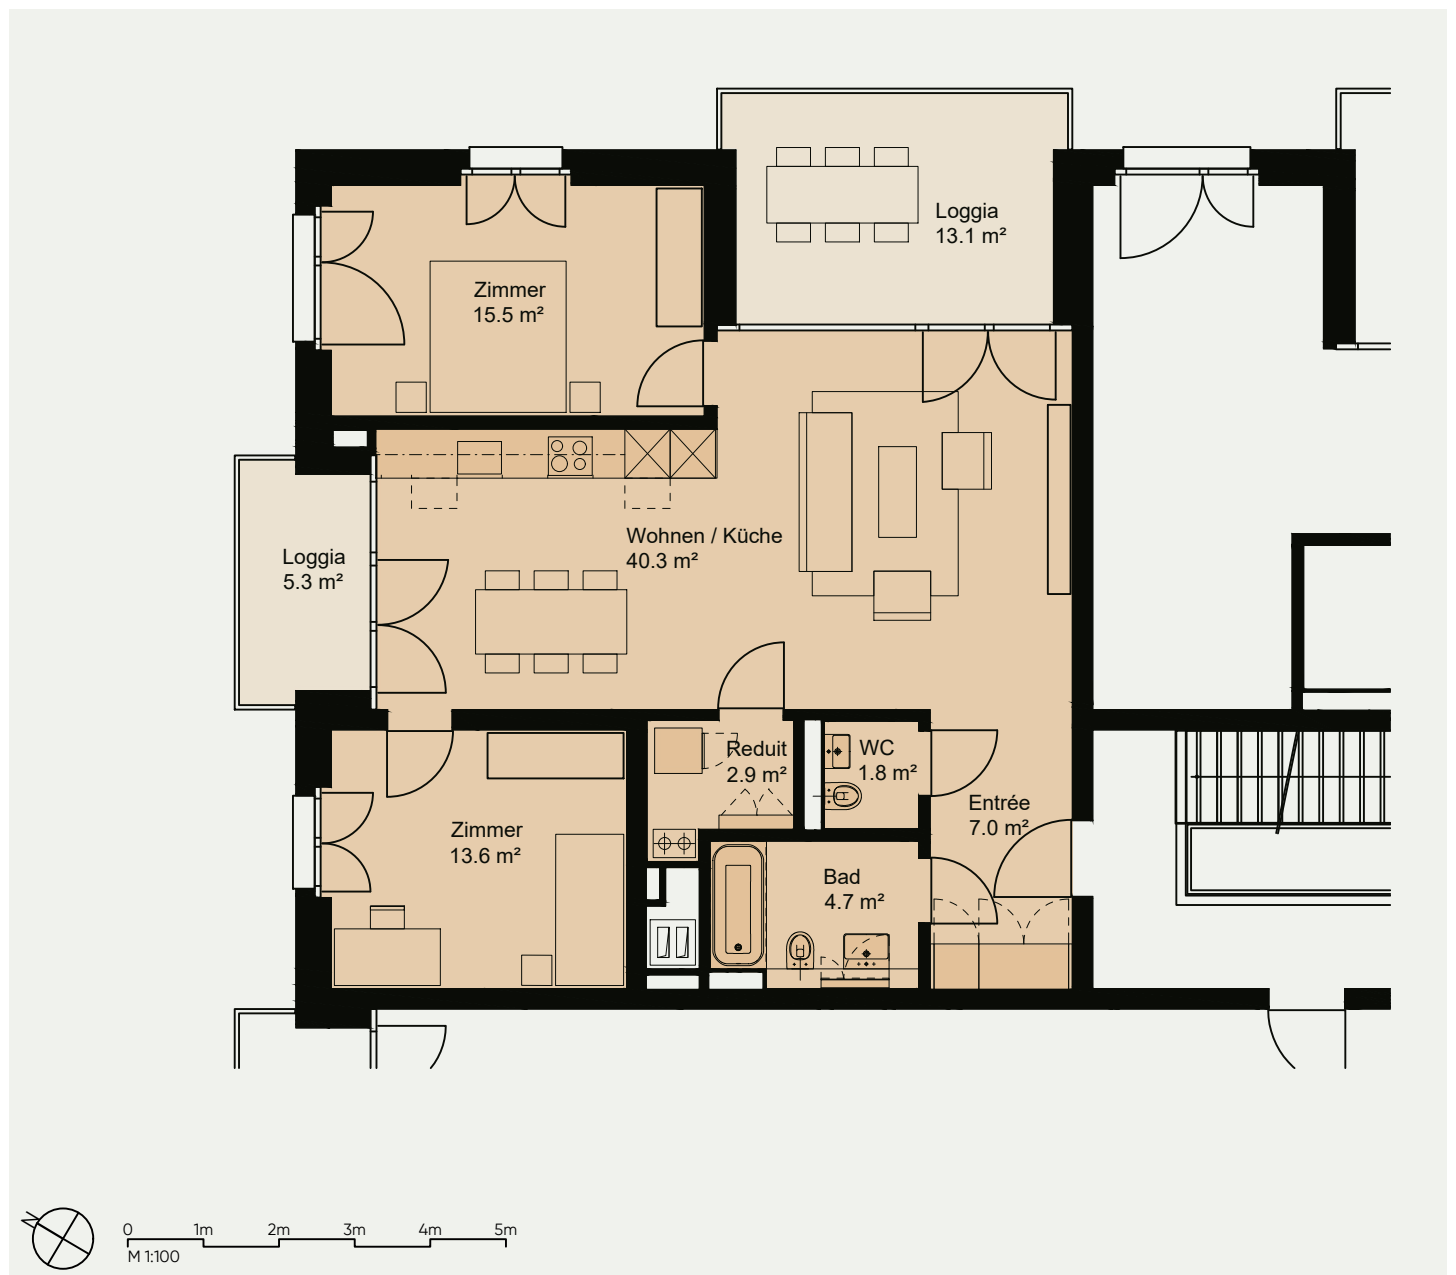 Loggia
13.1 m²
Zimmer
15.5 m²
Wohnen / Küche
40.3 m²
Loggia
5.3 m²
Reduit
2.9 m²
WC
1.8 m²
Entrée
7.0 m²
Zimmer
13.6 m²
Bad
4.7 m²
N
0 1m 2m 3m 4m 5m
M 1:100